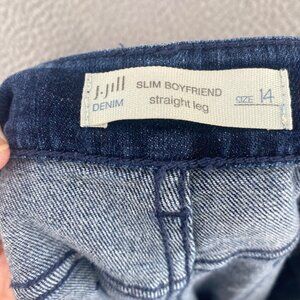 J.Jill
DENIM
SLIM BOYFRIEND
straight leg
SIZE 14